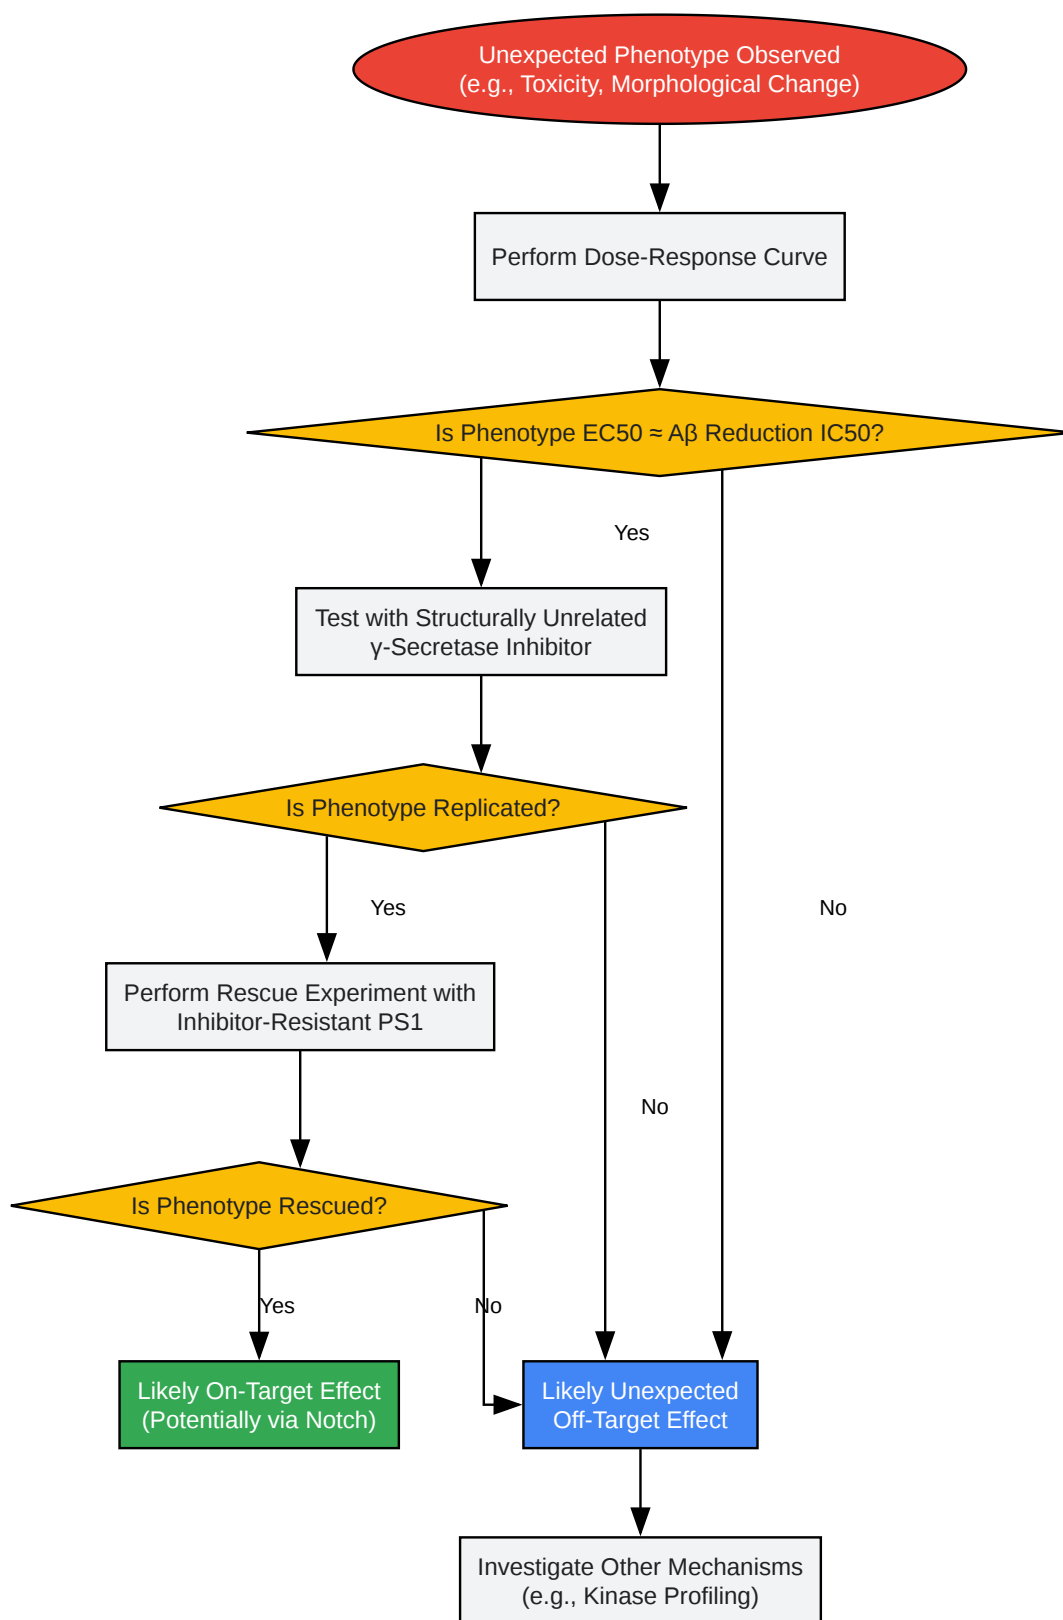 Unexpected Phenotype Observed
(e.g., Toxicity, Morphological Change)
Perform Dose-Response Curve
Is Phenotype EC50 ≈ Aβ Reduction IC50?
Yes
Test with Structurally Unrelated
γ-Secretase Inhibitor
Is Phenotype Replicated?
Yes
No
Perform Rescue Experiment with
Inhibitor-Resistant PS1
No
Is Phenotype Rescued?
Yes
No
Likely On-Target Effect
(Potentially via Notch)
Likely Unexpected
Off-Target Effect
Investigate Other Mechanisms
(e.g., Kinase Profiling)